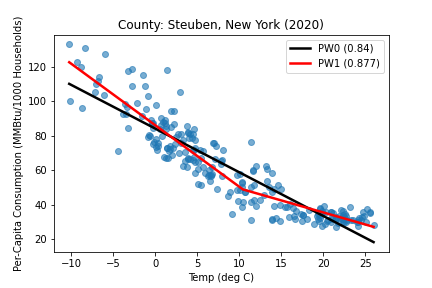 County: Steuben, New York (2020)
PW0 (0.84)
PW1 (0.877)
Per-Capita Consumption (MMBtu/1000 Households)
120
100
80
60
40
20
−10 −5 0 5 10 15 20 25
Temp (deg C)